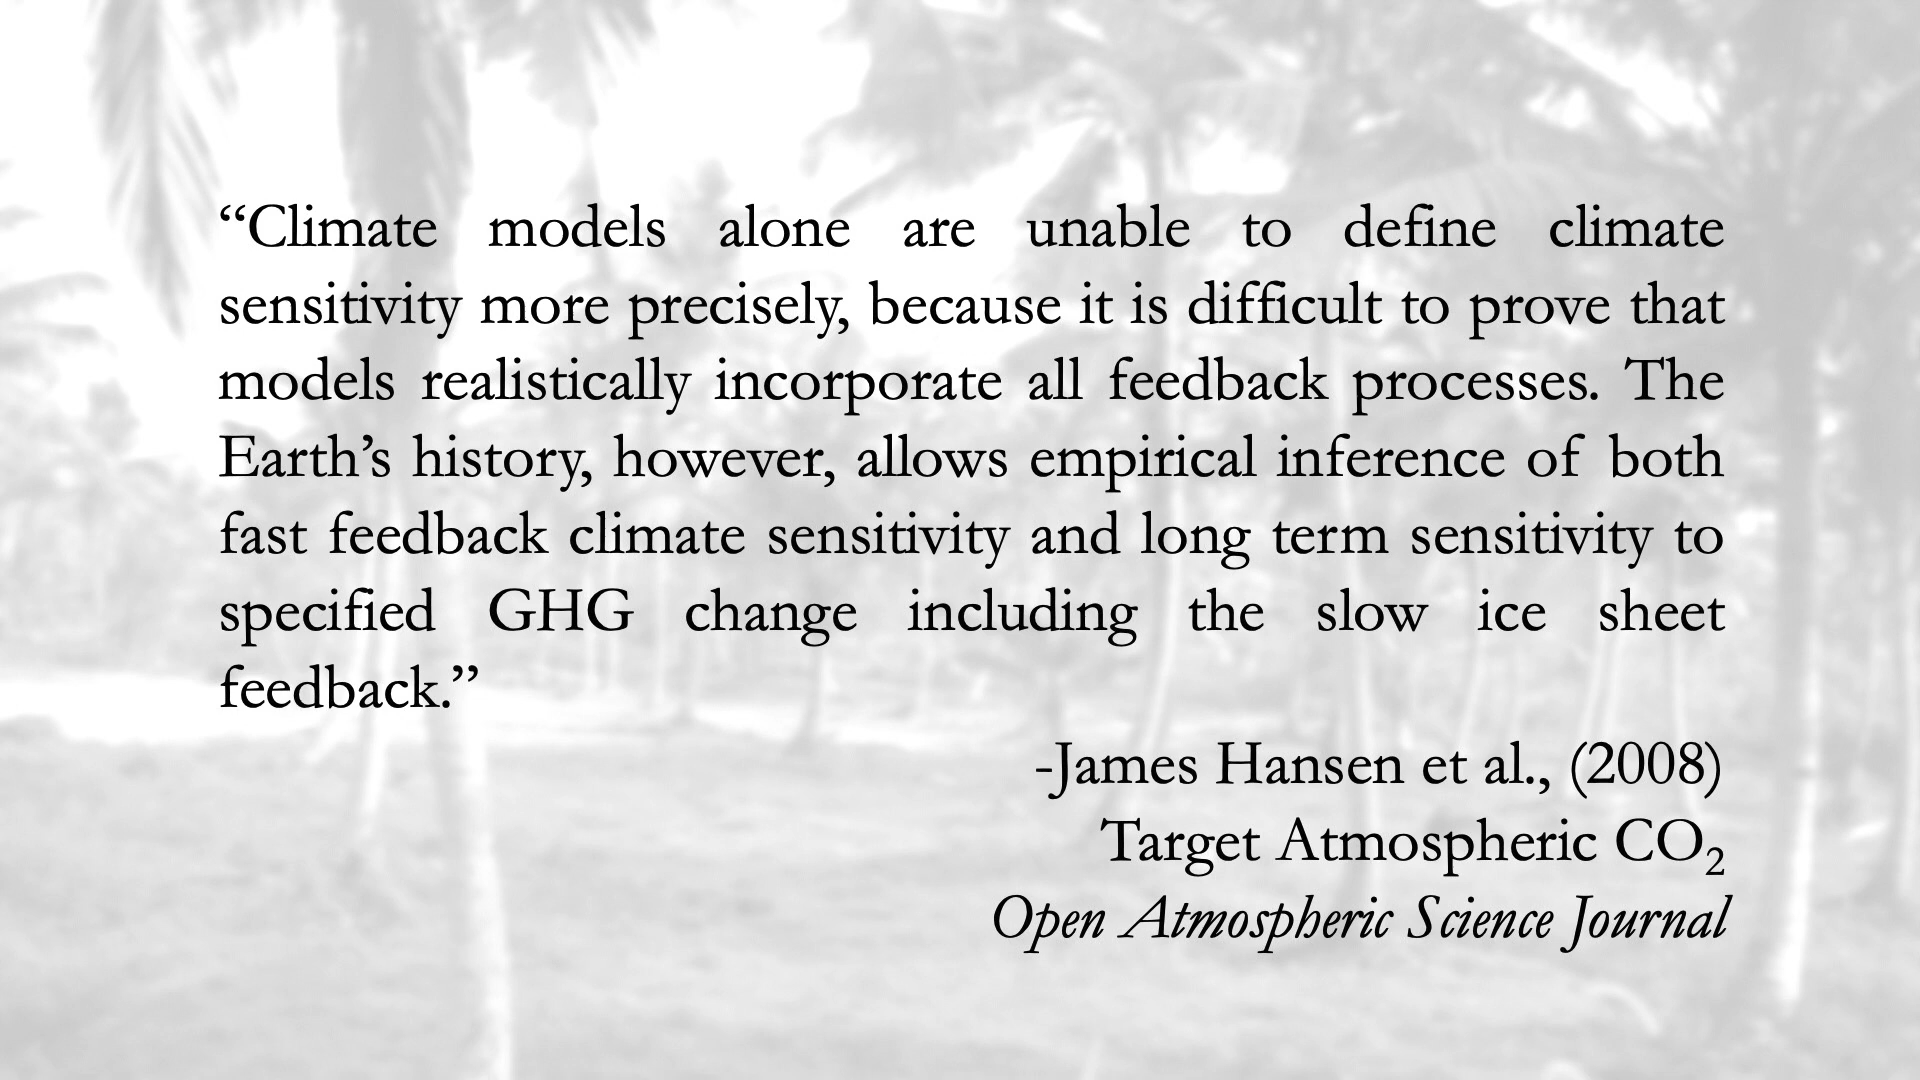 “Climate models alone are unable to define climate
sensitivity more precisely, because it is difficult to prove that
models realistically incorporate all feedback processes. The
Earth’s history, however, allows empirical inference of both
fast feedback climate sensitivity and long term sensitivity to
specified GHG change including the slow ice sheet
feedback.”
-James Hansen et al., (2008)
Target Atmospheric CO₂
Open Atmospheric Science Journal